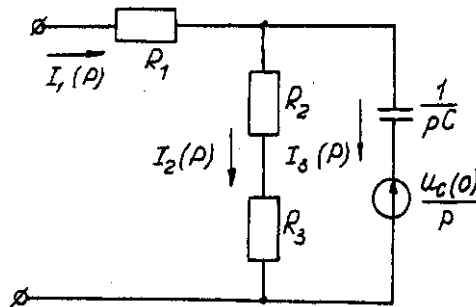 I₁(p)
R₁
R₂
I₂(p)
I₃(p)
R₃
1
pC
u_c(0)
p